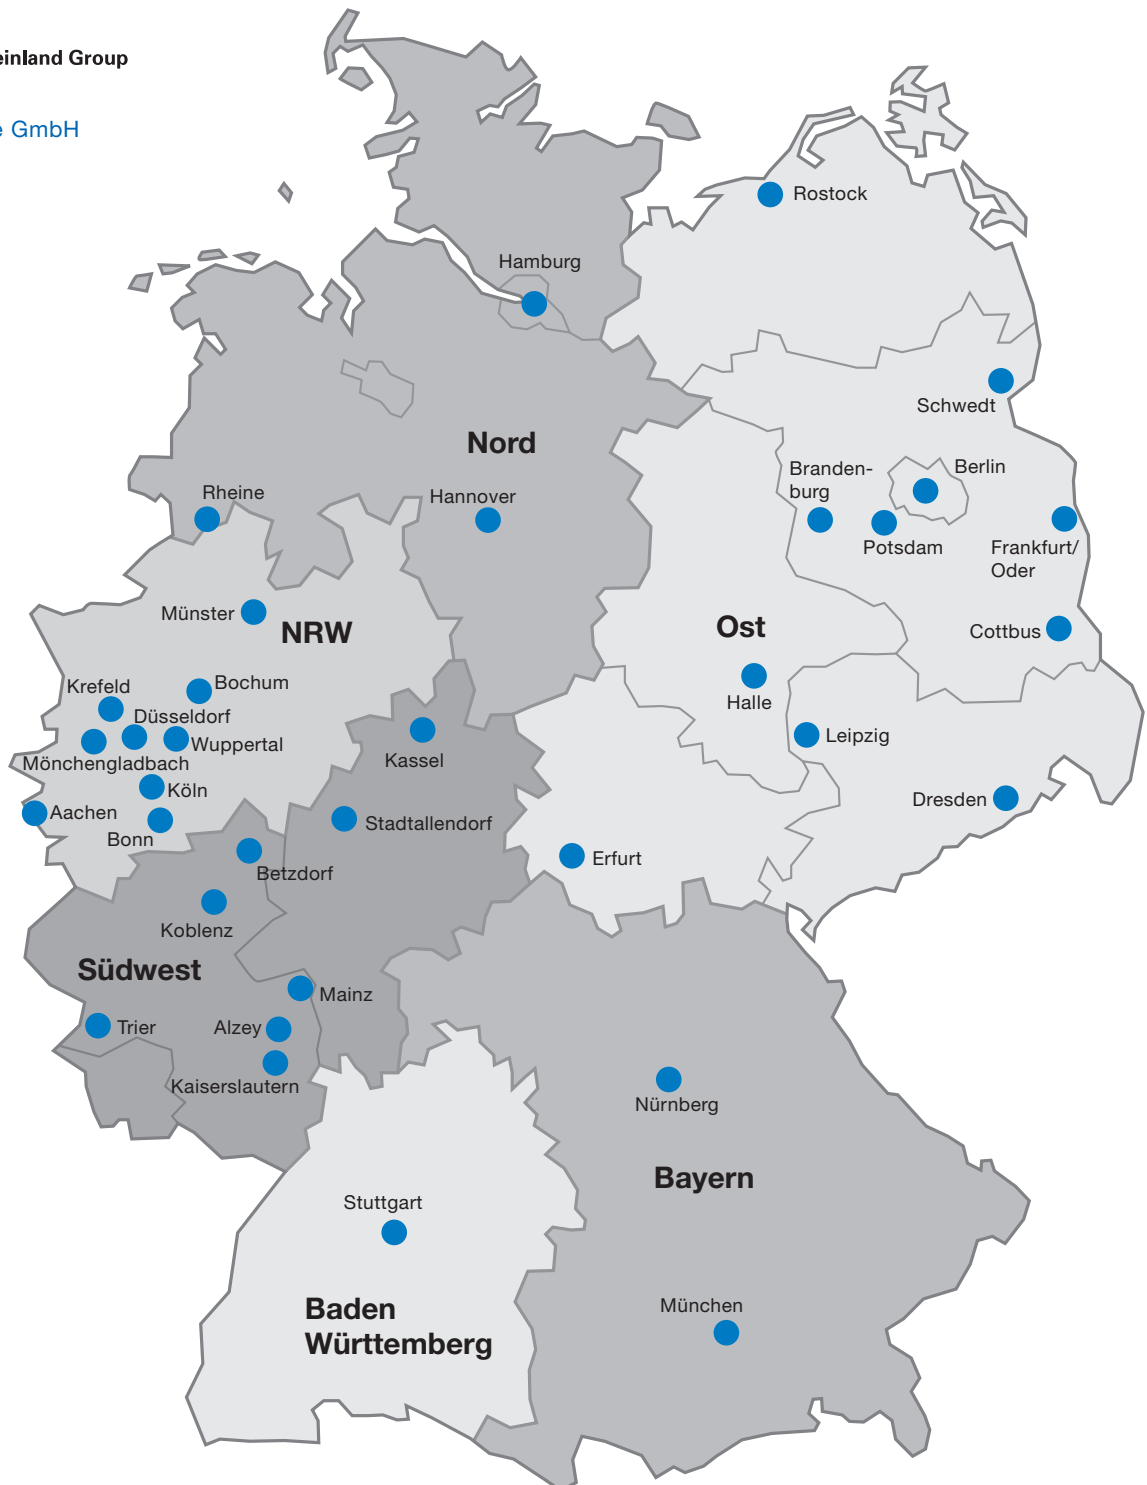 einland Group
e GmbH
Rostock
Hamburg
Schwedt
Nord
Berlin
Branden-
burg
Rheine
Hannover
Potsdam
Frankfurt/
Oder
Münster
NRW
Ost
Cottbus
Krefeld
Bochum
Düsseldorf
Halle
Wuppertal
Leipzig
Mönchengladbach
Kassel
Köln
Dresden
Aachen
Stadtallendorf
Bonn
Erfurt
Betzdorf
Koblenz
Südwest
Mainz
Trier
Alzey
Kaiserslautern
Nürnberg
Bayern
Stuttgart
München
Baden
Württemberg